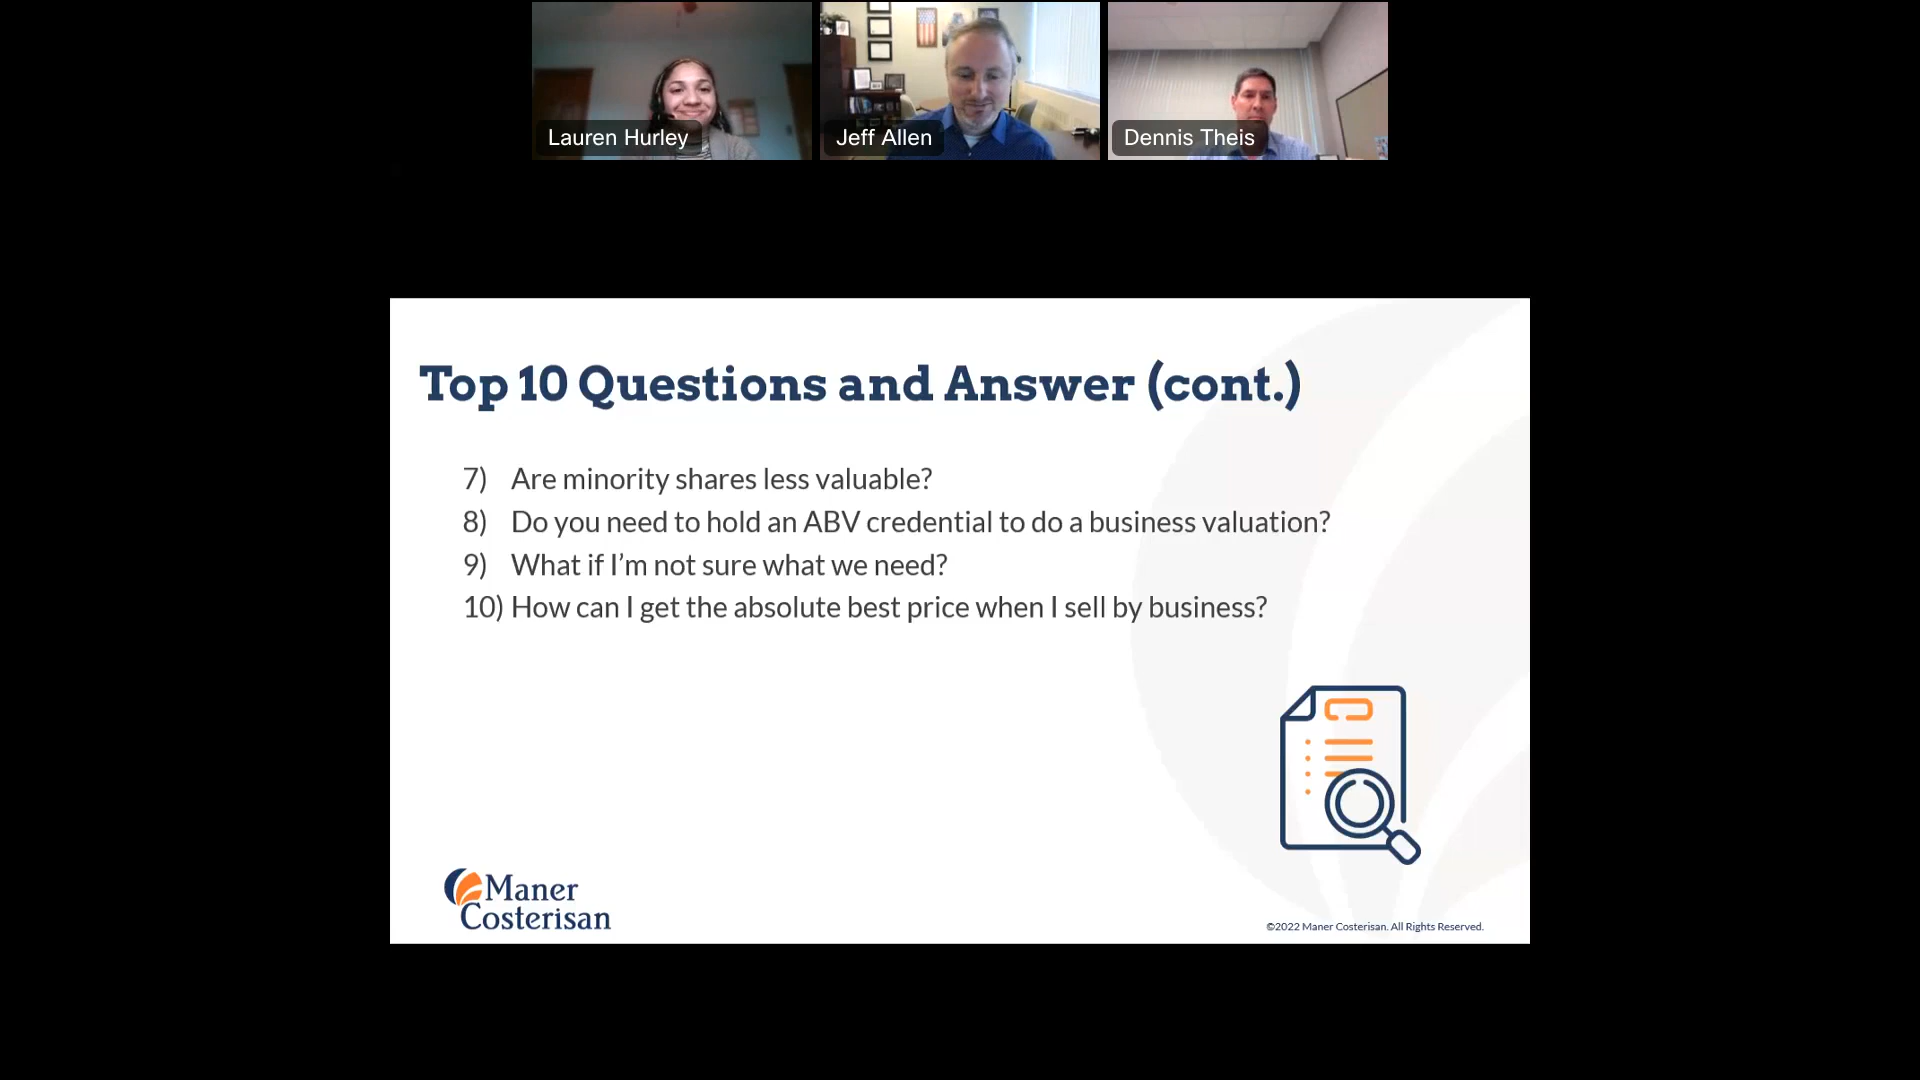 Lauren Hurley
Jeff Allen
Dennis Theis
Top 10 Questions and Answer (cont.)
7) Are minority shares less valuable?
8) Do you need to hold an ABV credential to do a business valuation?
9) What if I’m not sure what we need?
10) How can I get the absolute best price when I sell by business?
Maner
Costerisan
©2022 Maner Costerisan. All Rights Reserved.